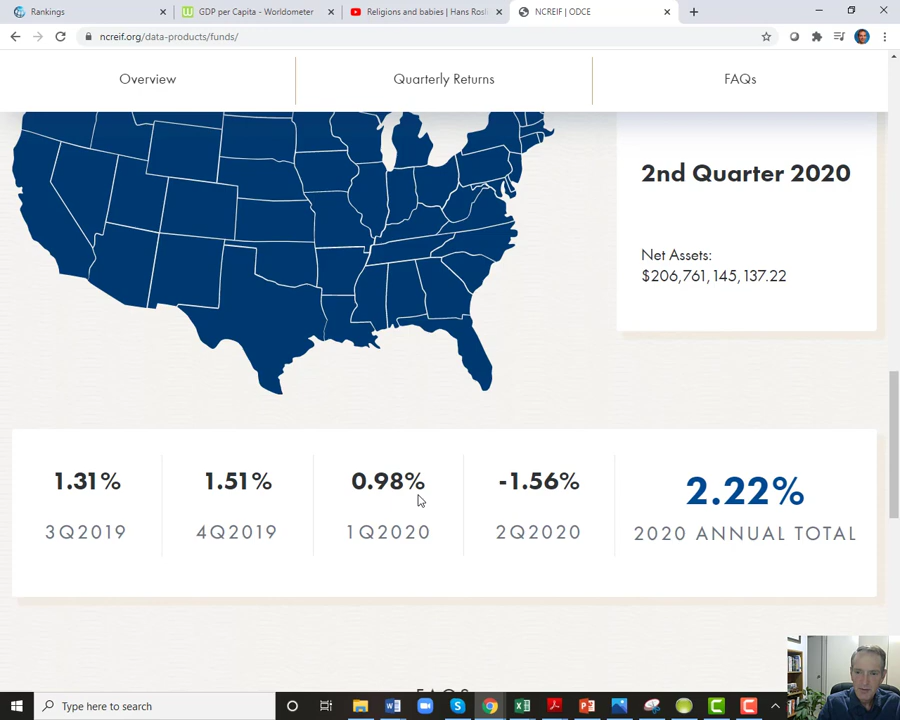 Rankings
GDP per Capita - Worldometer
Religions and babies | Hans Rosli
NCREIF | ODCE
ncreif.org/data-products/funds/
Overview
Quarterly Returns
FAQs
2nd Quarter 2020
Net Assets:
$206,761,145,137.22
1.31%
3Q2019
1.51%
4Q2019
0.98%
1Q2020
-1.56%
2Q2020
2.22%
2020 ANNUAL TOTAL
FAQS
Type here to search